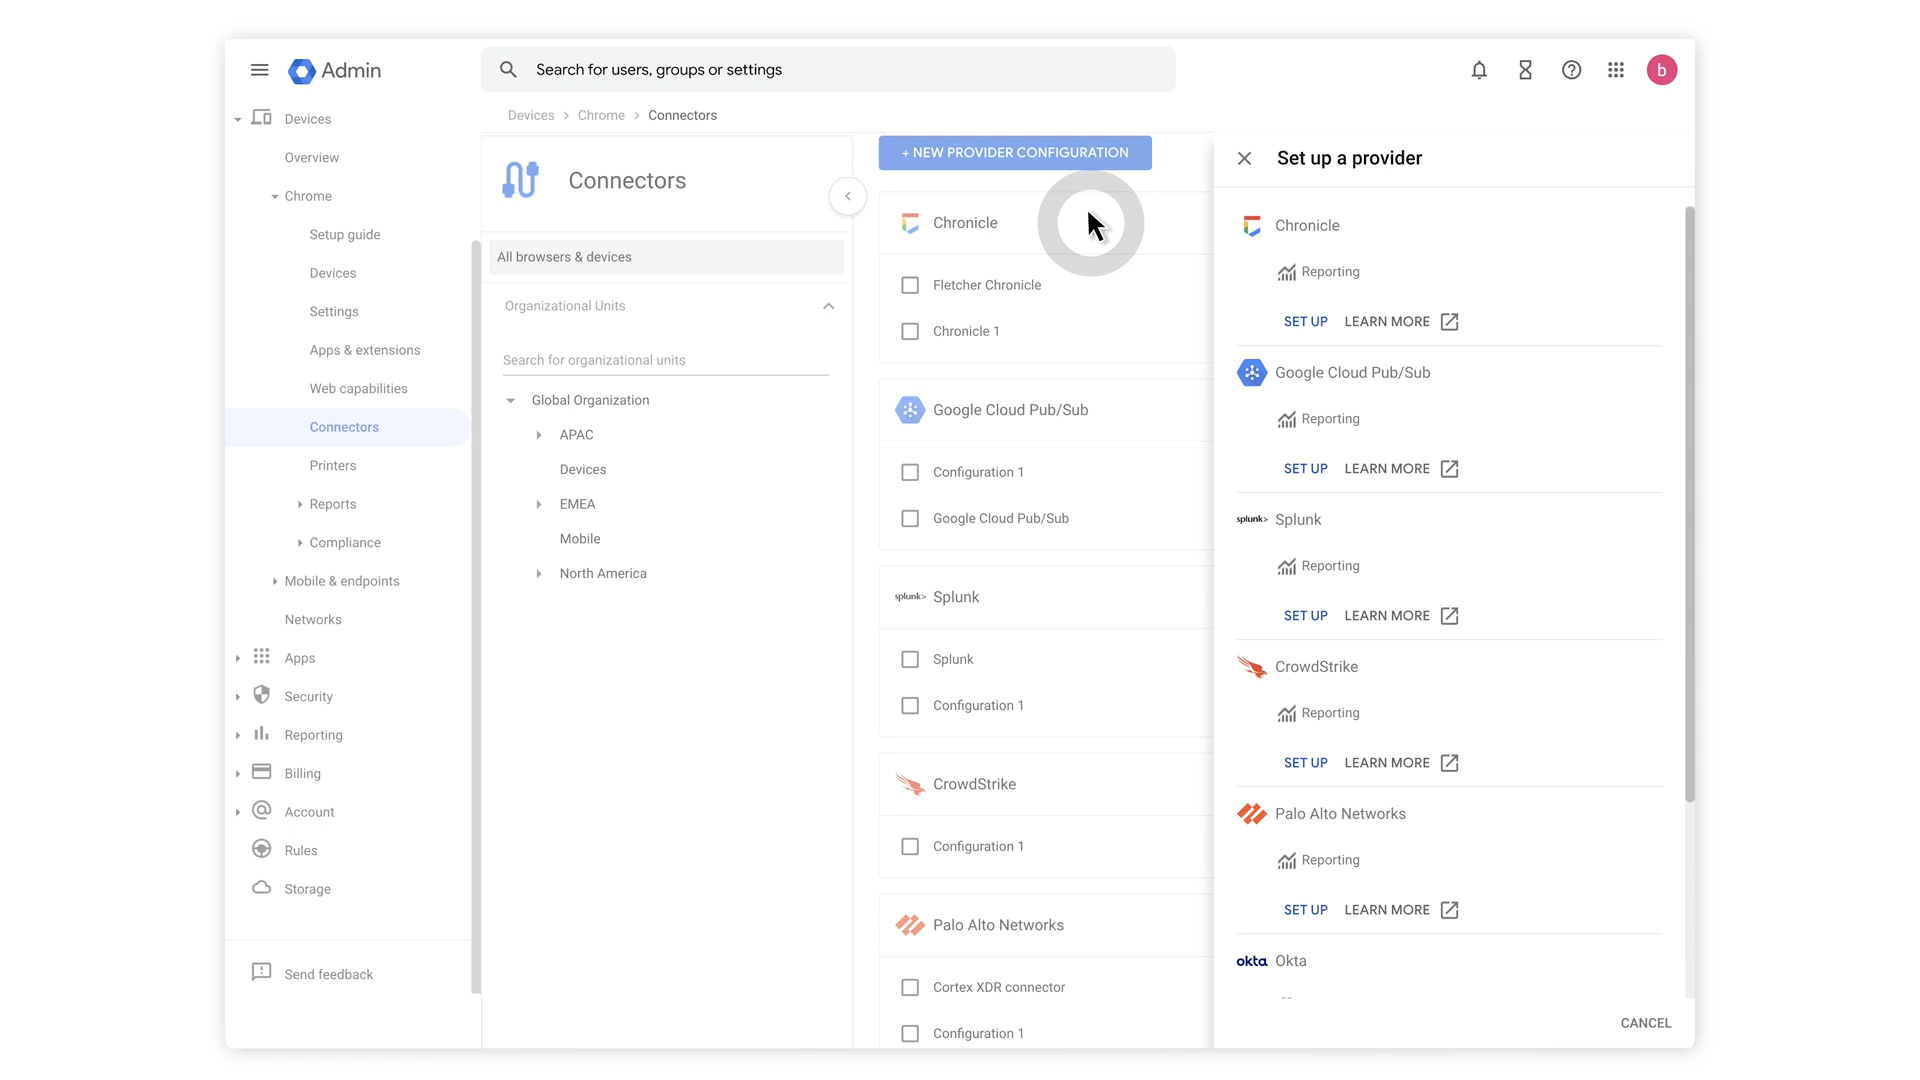 Admin
Search for users, groups or settings
b
Devices
Overview
Chrome
Setup guide
Devices
Settings
Apps & extensions
Web capabilities
Connectors
Printers
Reports
Compliance
Mobile & endpoints
Networks
Apps
Security
Reporting
Billing
Account
Rules
Storage
Send feedback
Devices > Chrome > Connectors
Connectors
All browsers & devices
Organizational Units
Search for organizational units
Global Organization
APAC
Devices
EMEA
Mobile
North America
+ NEW PROVIDER CONFIGURATION
Chronicle
Fletcher Chronicle
Chronicle 1
Google Cloud Pub/Sub
Configuration 1
Google Cloud Pub/Sub
splunk> Splunk
Splunk
Configuration 1
CrowdStrike
Configuration 1
Palo Alto Networks
Cortex XDR connector
Configuration 1
Set up a provider
Chronicle
Reporting
SET UP LEARN MORE
Google Cloud Pub/Sub
Reporting
SET UP LEARN MORE
splunk> Splunk
Reporting
SET UP LEARN MORE
CrowdStrike
Reporting
SET UP LEARN MORE
Palo Alto Networks
Reporting
SET UP LEARN MORE
okta Okta
CANCEL